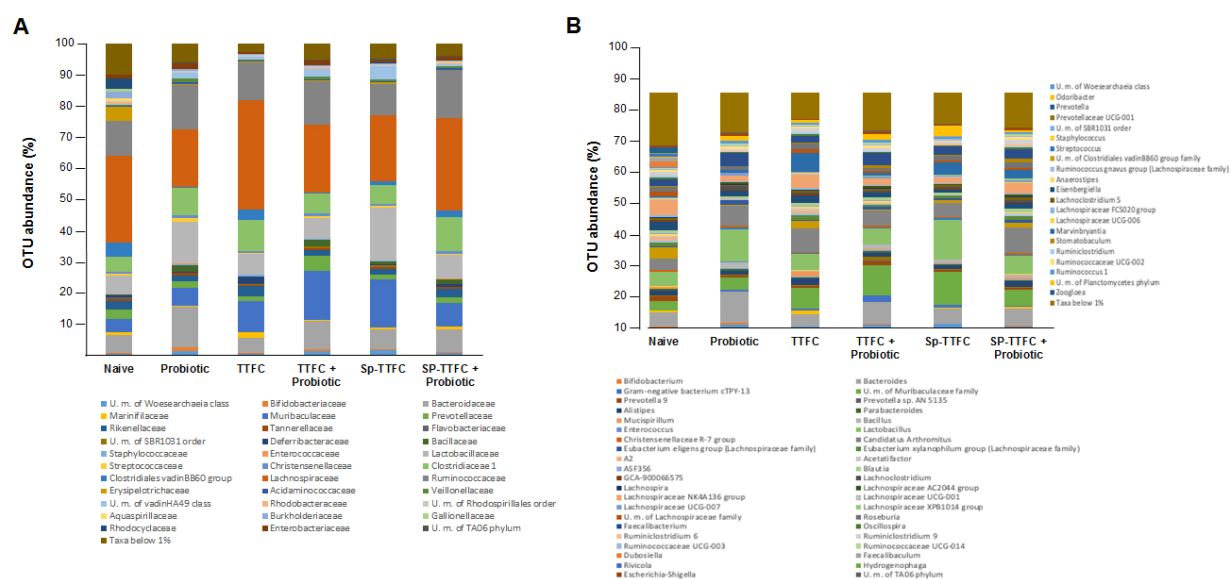 A
B
100
90
80
70
60
50
40
30
20
10
OTU abundance (%)
Naive
Probiotic
TTFC
TTFC +
Probiotic
Sp-TTFC
SP-TTFC +
Probiotic
U. m. of Woesearchaeia class
Bifidobacteriaceae
Bacteroidaceae
Marinifilaceae
Muribaculaceae
Prevotellaceae
Rikenellaceae
Tannerellaceae
Flavobacteriaceae
U. m. of SBR1031 order
Deferribacteraceae
Bacillaceae
Staphylococcaceae
Enterococcaceae
Lactobacillaceae
Streptococcaceae
Christensenellaceae
Clostridiaceae 1
Clostridiales vadinBB60 group
Lachnospiraceae
Ruminococcaceae
Erysipelotrichaceae
Acidaminococcaceae
Veillonellaceae
U. m. of vadinHA49 class
Rhodobacteraceae
U. m. of Rhodospirillales order
Aquaspirillaceae
Burkholderiaceae
Gallionellaceae
Rhodocyclaceae
Enterobacteriaceae
U. m. of TA06 phylum
Taxa below 1%
100
90
80
70
60
50
40
30
20
10
OTU abundance (%)
Naive
Probiotic
TTFC
TTFC +
Probiotic
Sp-TTFC
SP-TTFC +
Probiotic
U. m. of Woesearchaeia class
Odoribacter
Prevotella
Prevotellaceae UCG-001
U. m. of SBR1031 order
Staphylococcus
Streptococcus
U. m. of Clostridiales vadinBB60 group family
Ruminococcus gnavus group (Lachnospiraceae family)
Anaerostipes
Eisenbergiella
Lachnoclostridium 5
Lachnospiraceae FCS020 group
Lachnospiraceae UCG-006
Marvinbryantia
Stomatobaculum
Ruminiclostridium
Ruminococcaceae UCG-002
Ruminococcus 1
U. m. of Planctomycetes phylum
Zoogloea
Taxa below 1%
Bifidobacterium
Bacteroides
Gram-negative bacterium cTPY-13
U. m. of Muribaculaceae family
Prevotella 9
Prevotella sp. AN 5135
Alistipes
Parabacteroides
Mucispirillum
Bacillus
Enterococcus
Lactobacillus
Christensenellaceae R-7 group
Candidatus Arthromitus
Eubacterium eligens group (Lachnospiraceae family)
Eubacterium xylanophilum group (Lachnospiraceae family)
A2
Acetatifactor
ASF356
Blautia
GCA-900066575
Lachnoclostridium
Lachnospira
Lachnospiraceae AC2044 group
Lachnospiraceae NK4A136 group
Lachnospiraceae UCG-001
Lachnospiraceae UCG-007
Lachnospiraceae XPB1014 group
U. m. of Lachnospiraceae family
Roseburia
Faecalibacterium
Oscillospira
Ruminiclostridium 6
Ruminiclostridium 9
Ruminococcaceae UCG-003
Ruminococcaceae UCG-014
Dubosiella
Faecalibaculum
Rivicola
Hydrogenophaga
Escherichia-Shigella
U. m. of TA06 phylum